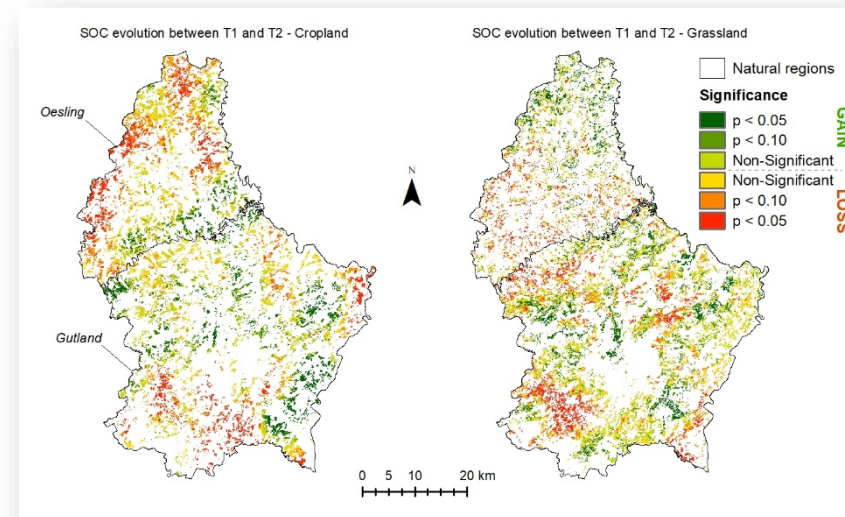 SOC evolution between T1 and T2 - Cropland
SOC evolution between T1 and T2 - Grassland
Oesling
Gutland
N
0 5 10 20 km
Natural regions
Significance
p < 0.05
p < 0.10
Non-Significant
Non-Significant
p < 0.10
p < 0.05
GAIN
LOSS